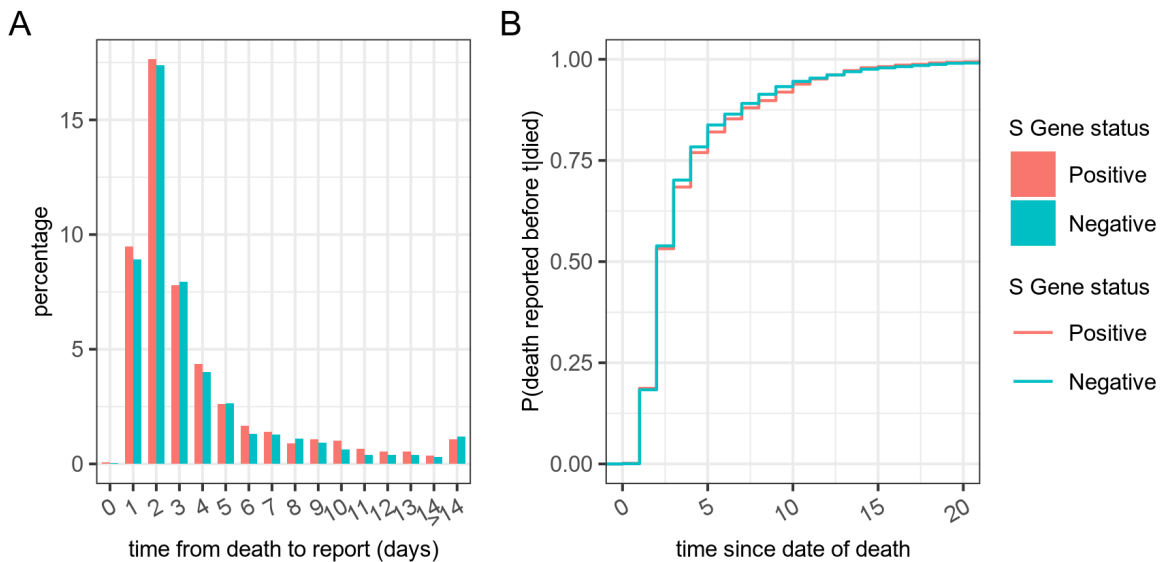 A
percentage
15
10
5
0
0 1 2 3 4 5 6 7 8 9 10 11 12 13 14 >14
time from death to report (days)
B
P(death reported before t|died)
1.00
0.75
0.50
0.25
0.00
0 5 10 15 20
time since date of death
S Gene status
Positive
Negative
S Gene status
Positive
Negative